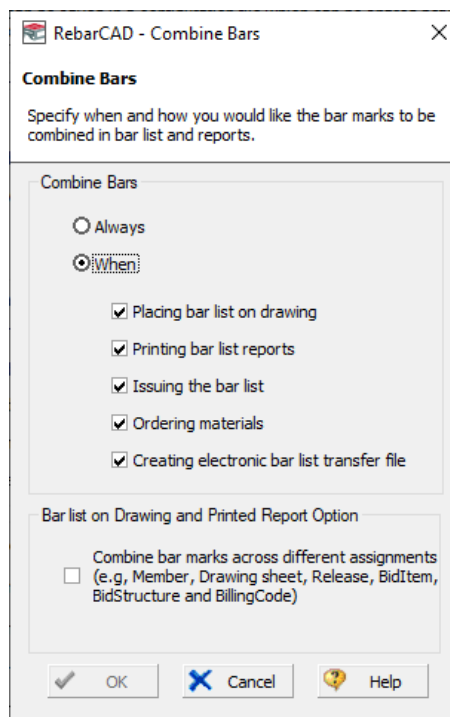 RebarCAD - Combine Bars
Combine Bars
Specify when and how you would like the bar marks to be
combined in bar list and reports.
Combine Bars
Always
When
Placing bar list on drawing
Printing bar list reports
Issuing the bar list
Ordering materials
Creating electronic bar list transfer file
Bar list on Drawing and Printed Report Option
Combine bar marks across different assignments
(e.g, Member, Drawing sheet, Release, BidItem,
BidStructure and BillingCode)
OK Cancel Help